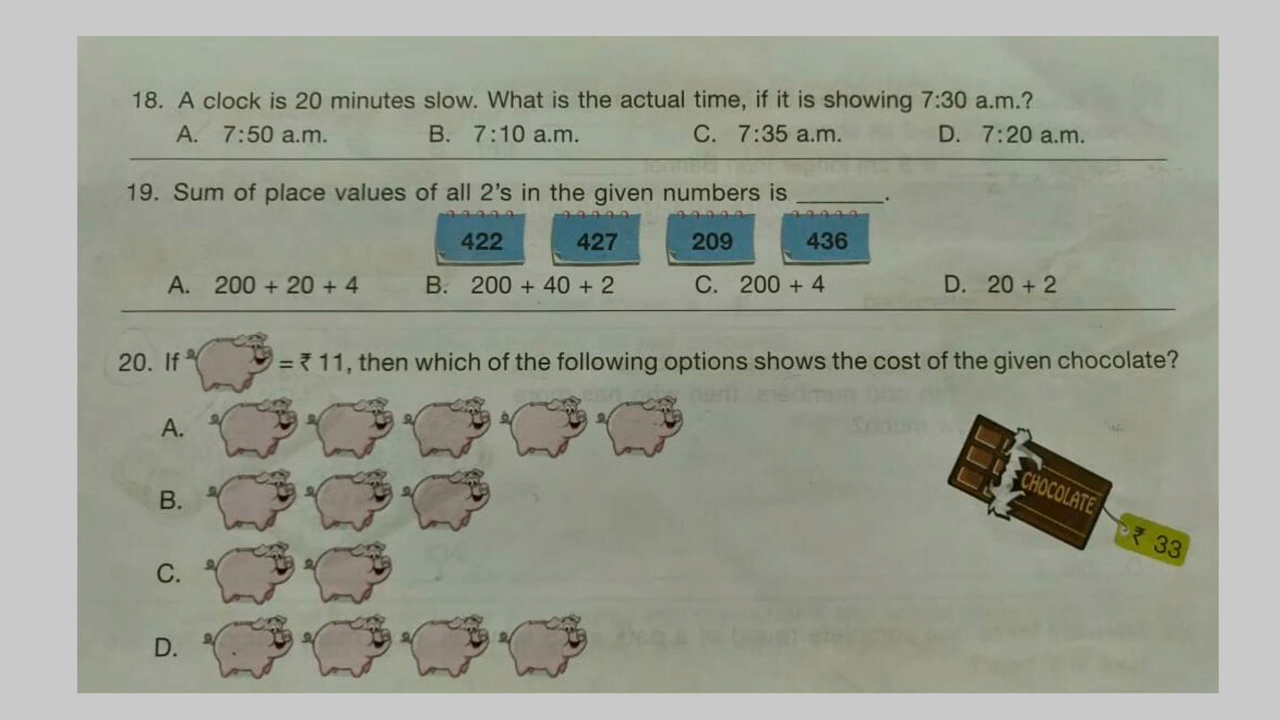 18. A clock is 20 minutes slow. What is the actual time, if it is showing 7:30 a.m.?
A. 7:50 a.m. B. 7:10 a.m. C. 7:35 a.m. D. 7:20 a.m.
19. Sum of place values of all 2's in the given numbers is ______.
422 427 209 436
A. 200 + 20 + 4 B. 200 + 40 + 2 C. 200 + 4 D. 20 + 2
20. If = ₹ 11, then which of the following options shows the cost of the given chocolate?
A.
B.
CHOCOLATE
₹ 33
C.
D.